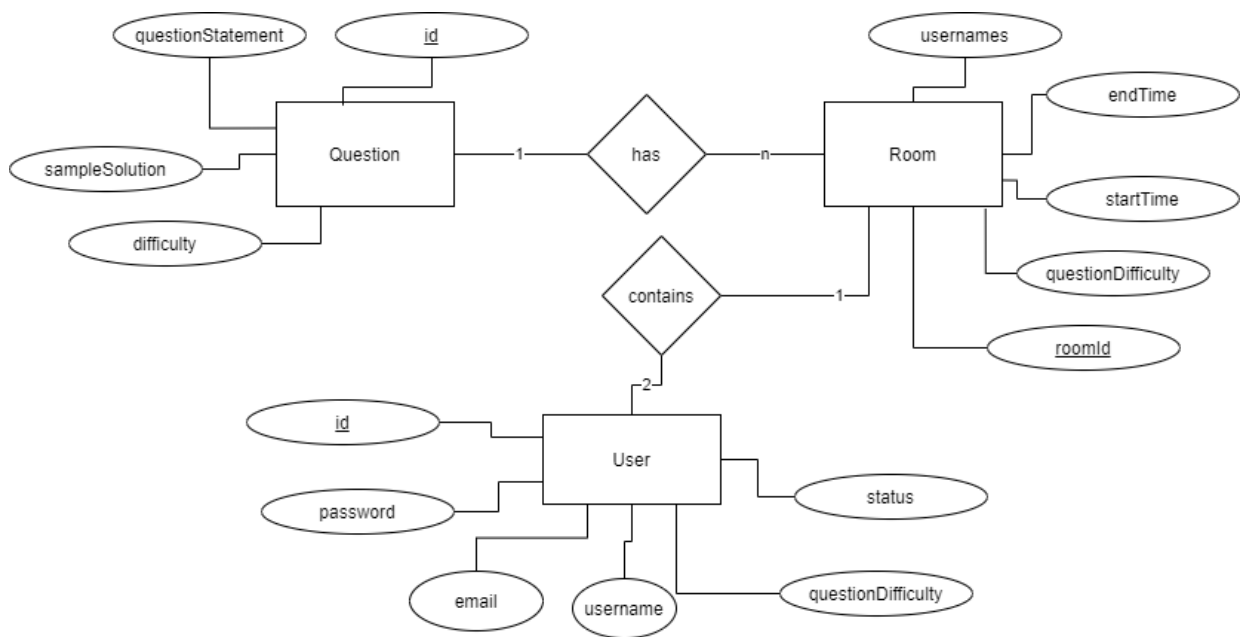 questionStatement
id
usernames
endTime
Question
1
has
n
Room
sampleSolution
startTime
difficulty
questionDifficulty
contains
1
roomId
2
id
User
status
password
email
username
questionDifficulty